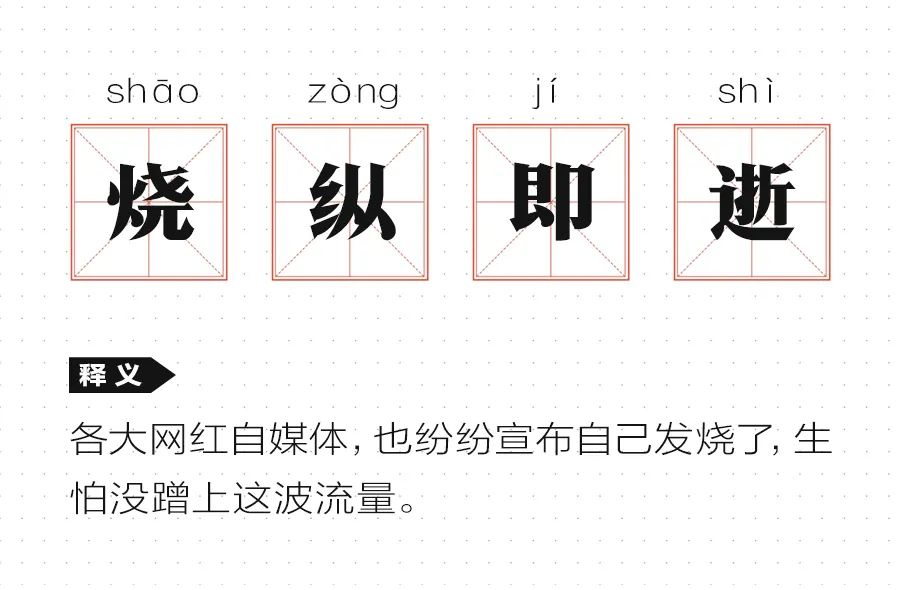 shāo zòng jí shì
烧 纵 即 逝
释义
各大网红自媒体，也纷纷宣布自己发烧了，生
怕没蹭上这波流量。